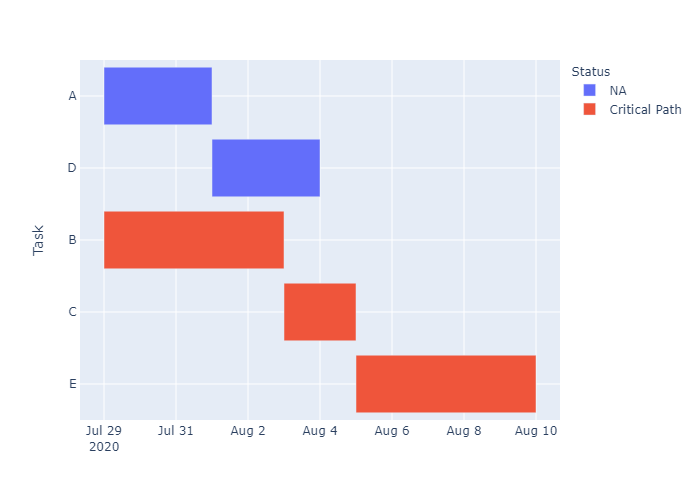 Status
NA
Critical Path
A
D
B
C
E
Task
Jul 29
2020
Jul 31
Aug 2
Aug 4
Aug 6
Aug 8
Aug 10